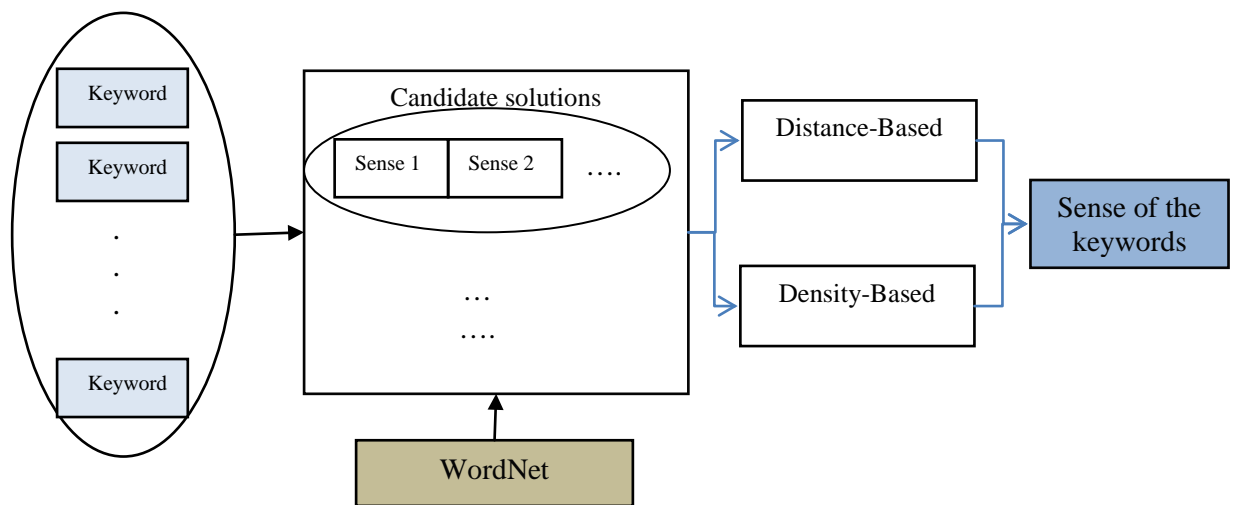 Keyword
Keyword
.
.
.
Keyword
Candidate solutions
Sense 1
Sense 2
….
…
….
WordNet
Distance-Based
Density-Based
Sense of the
keywords